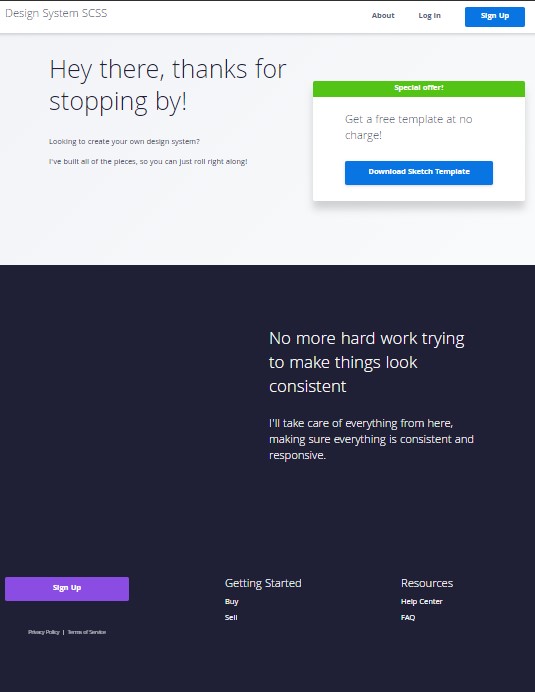 Design System SCSS
About
Log in
Sign Up
Hey there, thanks for
stopping by!
Looking to create your own design system?
I've built all of the pieces, so you can just roll right along!
Special offer!
Get a free template at no
charge!
Download Sketch Template
No more hard work trying
to make things look
consistent
I'll take care of everything from here,
making sure everything is consistent and
responsive.
Sign Up
Privacy Policy | Terms of Service
Getting Started
Buy
Sell
Resources
Help Center
FAQ